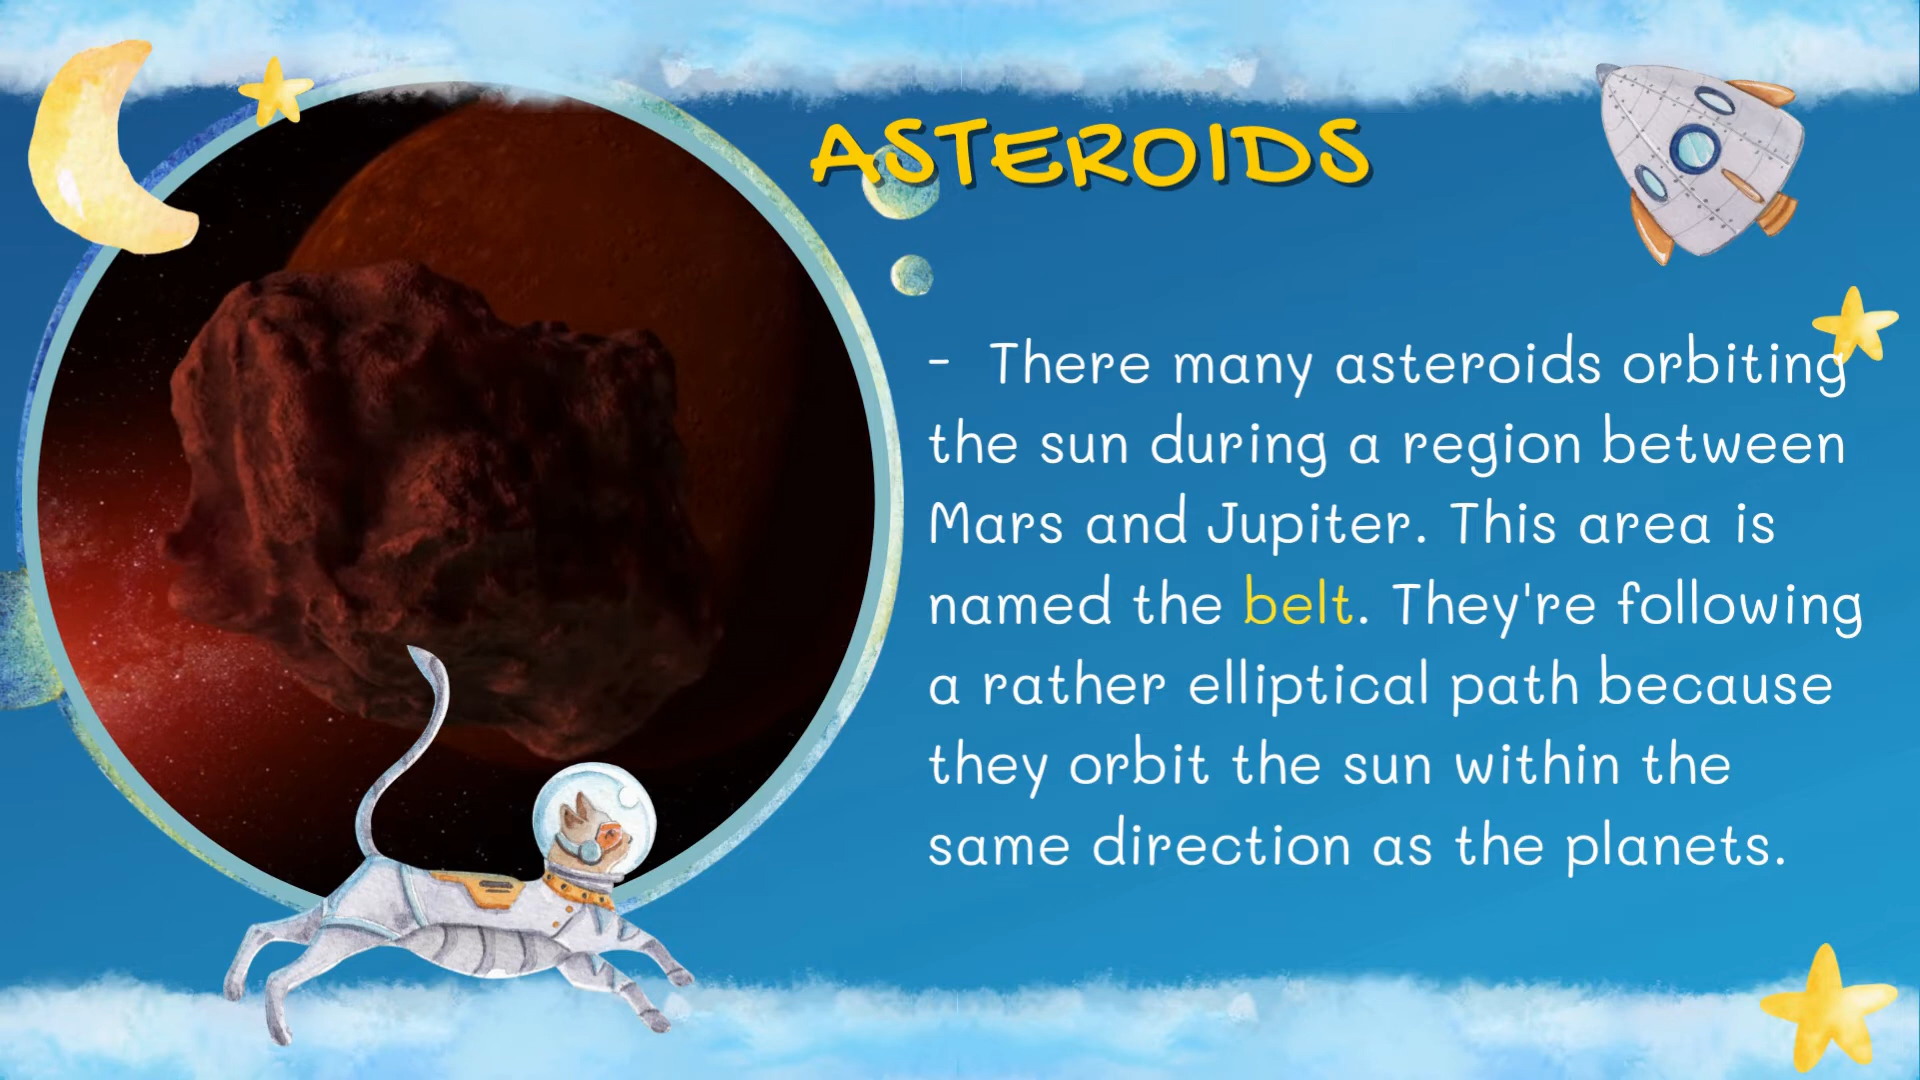 ASTEROIDS
- There many asteroids orbiting
the sun during a region between
Mars and Jupiter. This area is
named the belt. They're following
a rather elliptical path because
they orbit the sun within the
same direction as the planets.